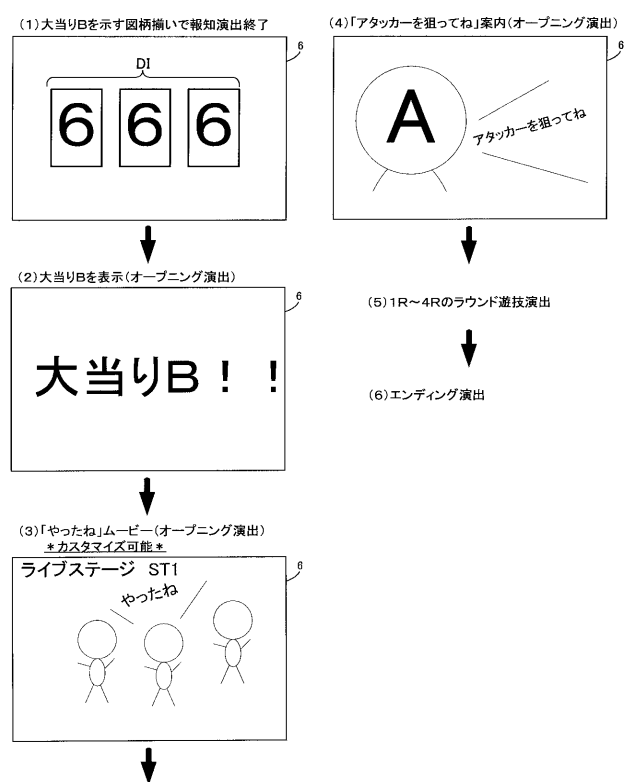 (1)大当りBを示す図柄揃いで報知演出終了
6
DI
6 6 6
(2)大当りBを表示(オープニング演出)
6
大当りB！！
(3)「やったね」ムービー(オープニング演出)
＊カスタマイズ可能＊
6
ライブステージ ST1
やったね
(4)「アタッカーを狙ってね」案内(オープニング演出)
6
A
アタッカーを狙ってね
(5)1R～4Rのラウンド遊技演出
(6)エンディング演出